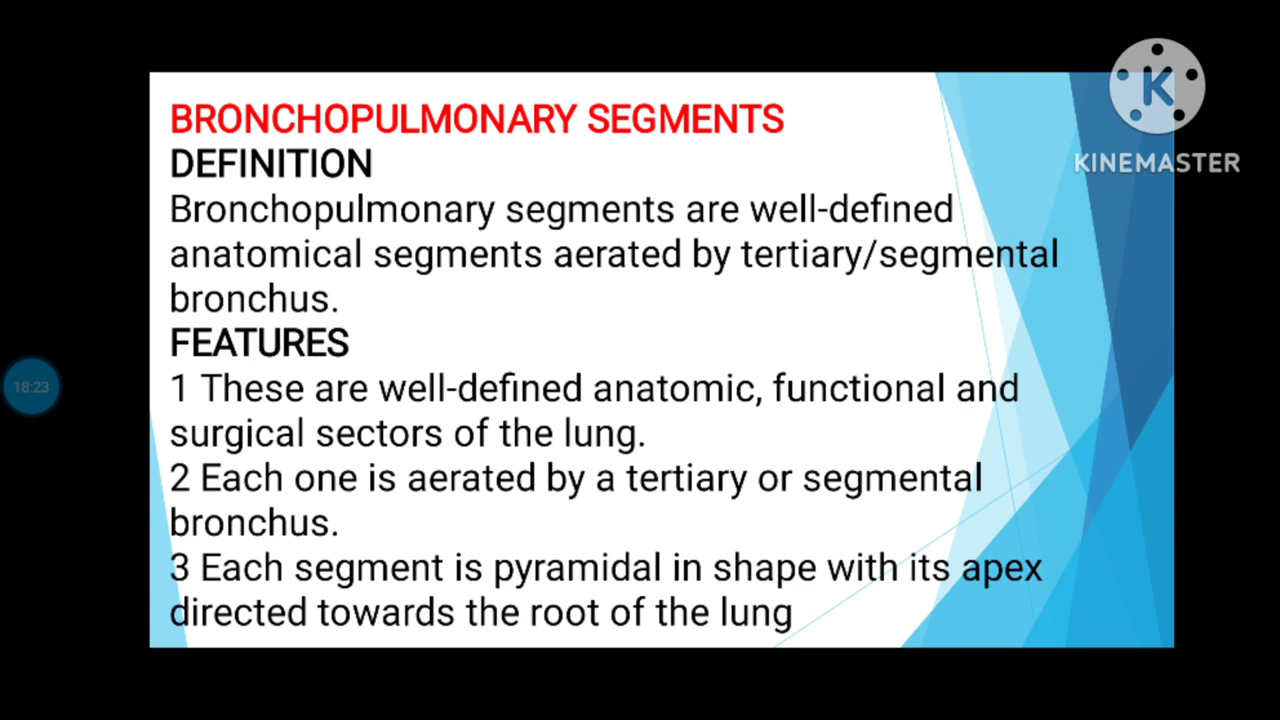 BRONCHOPULMONARY SEGMENTS
DEFINITION
Bronchopulmonary segments are well-defined
anatomical segments aerated by tertiary/segmental
bronchus.
FEATURES
1 These are well-defined anatomic, functional and
surgical sectors of the lung.
2 Each one is aerated by a tertiary or segmental
bronchus.
3 Each segment is pyramidal in shape with its apex
directed towards the root of the lung
K
KINEMASTER
18:23